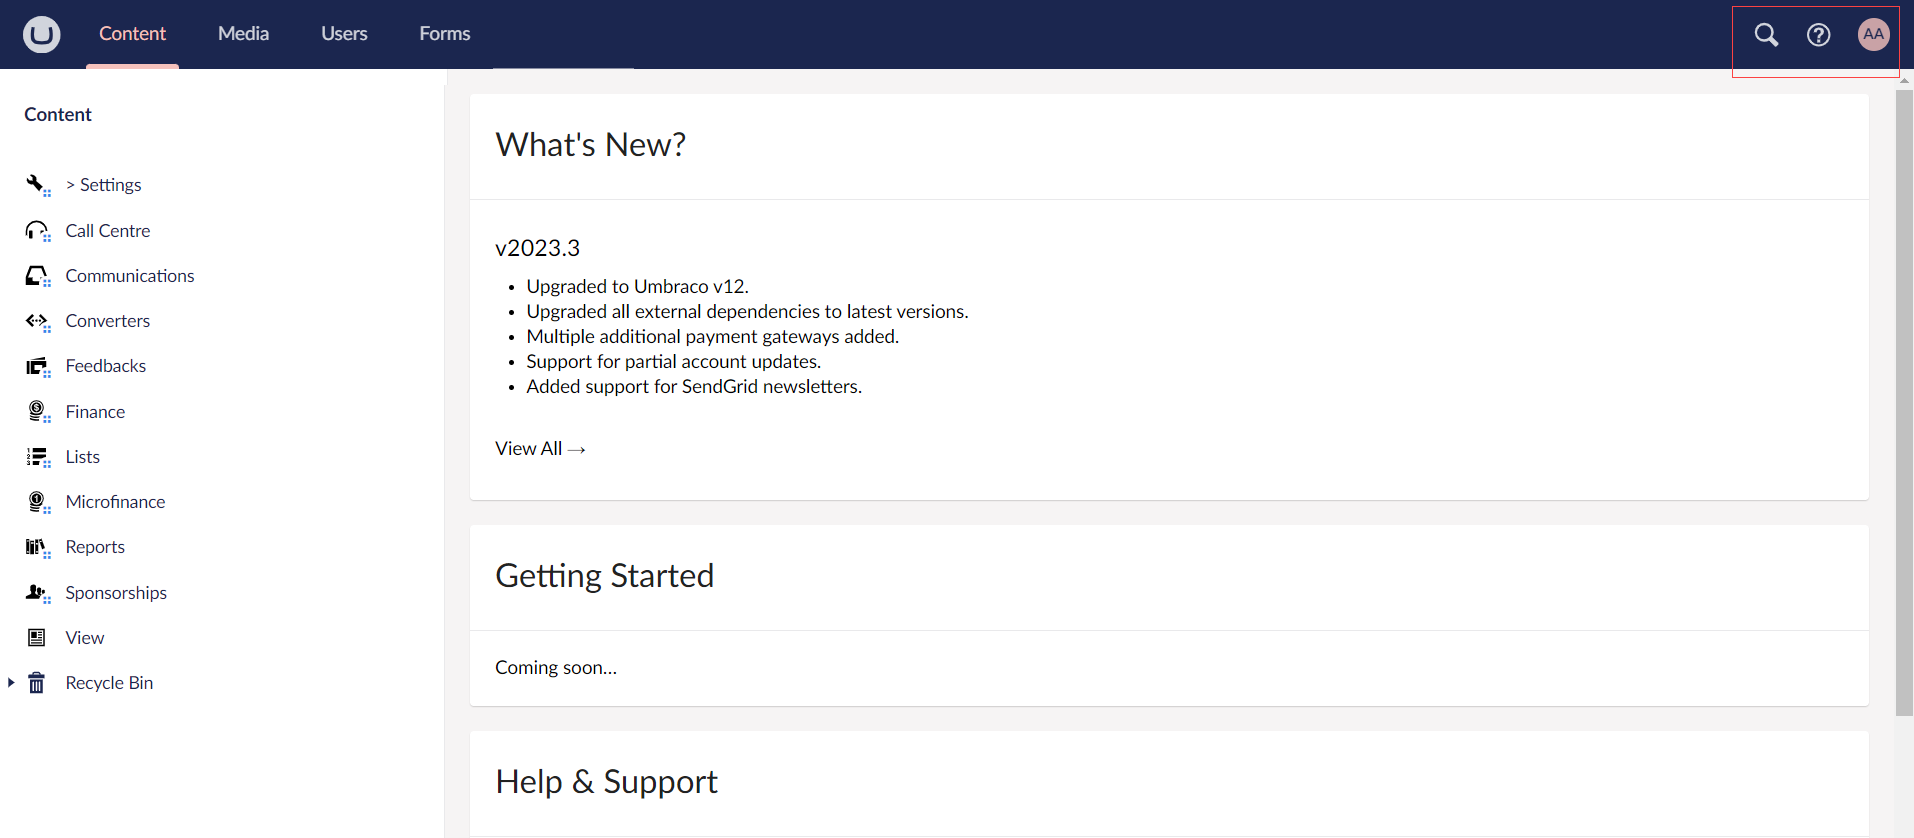 Content Media Users Forms AA
Content
> Settings
Call Centre
Communications
Converters
Feedbacks
Finance
Lists
Microfinance
Reports
Sponsorships
View
Recycle Bin
What's New?
v2023.3
• Upgraded to Umbraco v12.
• Upgraded all external dependencies to latest versions.
• Multiple additional payment gateways added.
• Support for partial account updates.
• Added support for SendGrid newsletters.
View All →
Getting Started
Coming soon...
Help & Support